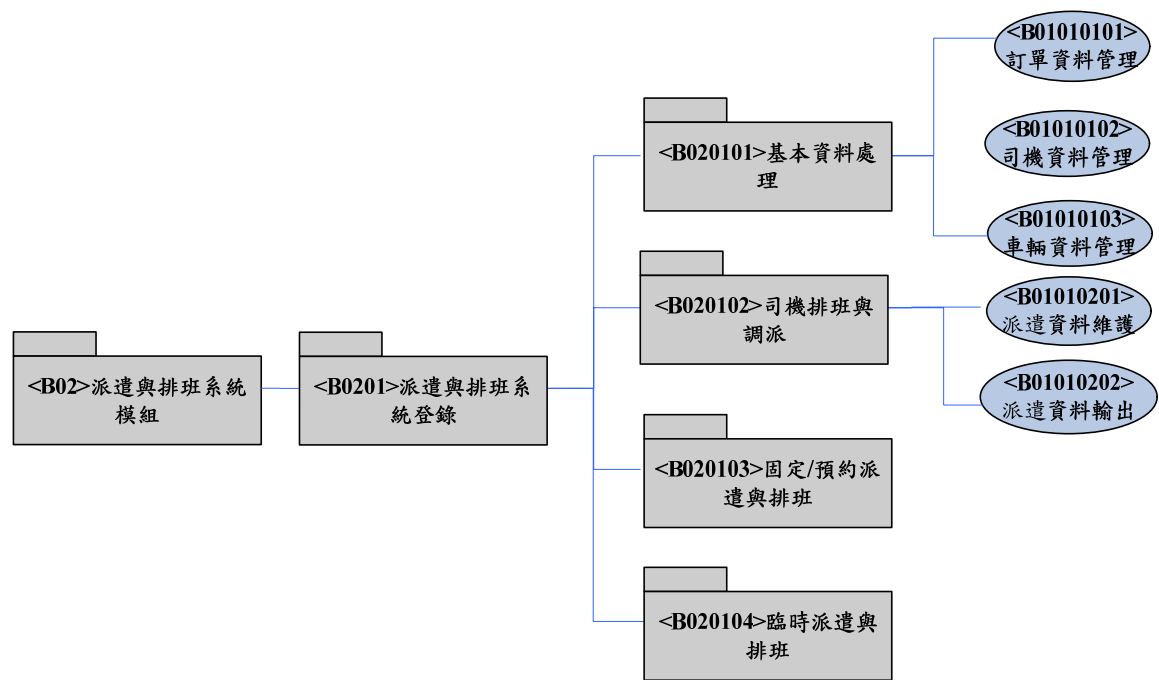 <B02>派遣與排班系統
模組
<B0201>派遣與排班系
統登錄
<B020101>基本資料處
理
<B01010101>
訂單資料管理
<B01010102>
司機資料管理
<B01010103>
車輛資料管理
<B020102>司機排班與
調派
<B01010201>
派遣資料維護
<B01010202>
派遣資料輸出
<B020103>固定/預約派
遣與排班
<B020104>臨時派遣與
排班